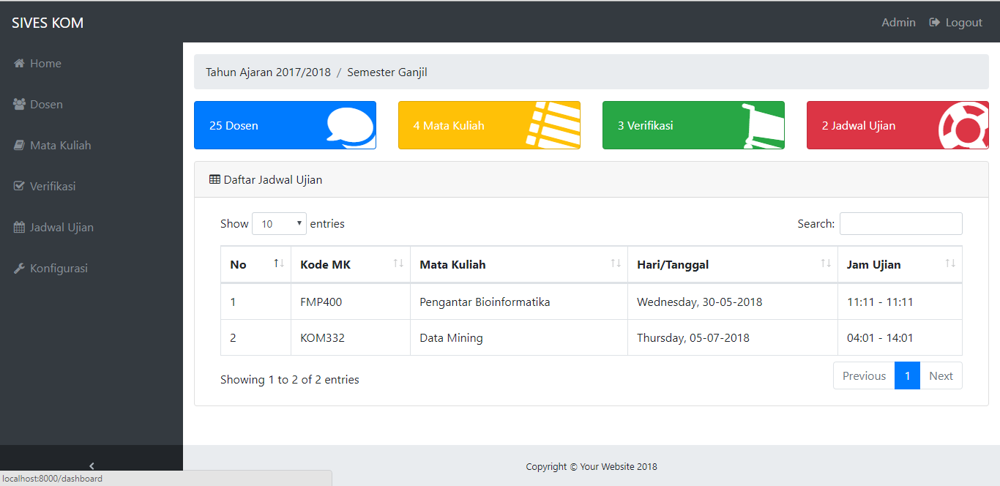 SIVES KOM
Admin Logout
Home
Dosen
Mata Kuliah
Verifikasi
Jadwal Ujian
Konfigurasi
Tahun Ajaran 2017/2018 / Semester Ganjil
25 Dosen
4 Mata Kuliah
3 Verifikasi
2 Jadwal Ujian
Daftar Jadwal Ujian
Show 10 entries Search:
No Kode MK Mata Kuliah Hari/Tanggal Jam Ujian
1 FMP400 Pengantar Bioinformatika Wednesday, 30-05-2018 11:11 - 11:11
2 KOM332 Data Mining Thursday, 05-07-2018 04:01 - 14:01
Showing 1 to 2 of 2 entries Previous 1 Next
Copyright © Your Website 2018
localhost:8000/dashboard